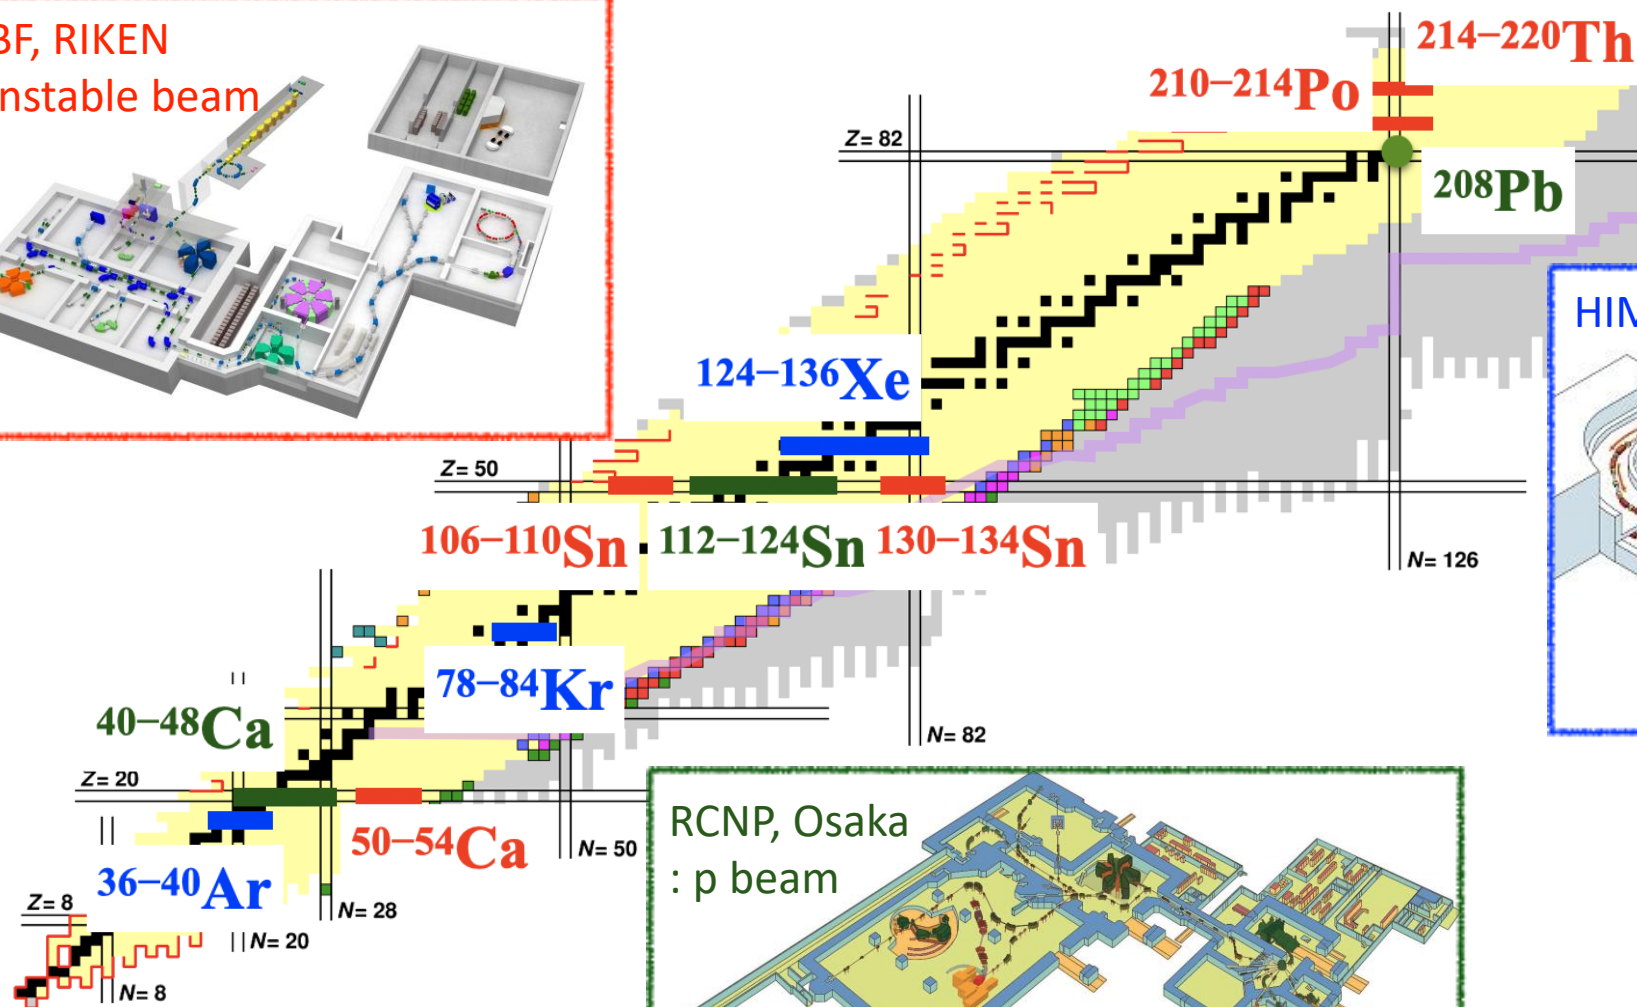 BF, RIKEN
nstable beam
214–220Th
210–214Po
Z= 82
208Pb
HIM
124–136Xe
Z= 50
106–110Sn
112–124Sn
130–134Sn
N= 126
78–84Kr
40–48Ca
N= 82
Z= 20
RCNP, Osaka
: p beam
50–54Ca
N= 50
36–40Ar
Z= 8
N= 28
N= 20
N= 8